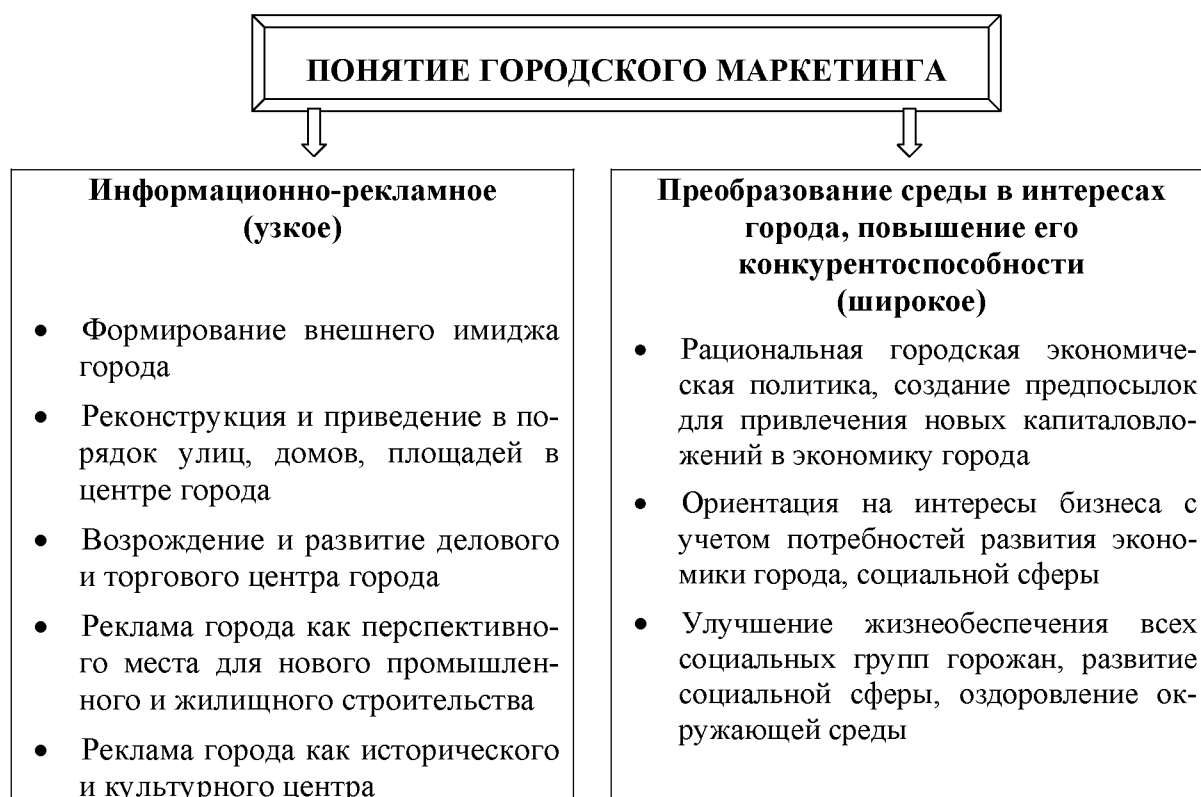 ПОНЯТИЕ ГОРОДСКОГО МАРКЕТИНГА
Информационно-рекламное
(узкое)
• Формирование внешнего имиджа
города
• Реконструкция и приведение в по-
рядок улиц, домов, площадей в
центре города
• Возрождение и развитие делового
и торгового центра города
• Реклама города как перспективно-
го места для нового промышлен-
ного и жилищного строительства
• Реклама города как исторического
и культурного центра
Преобразование среды в интересах
города, повышение его
конкурентоспособности
(широкое)
• Рациональная городская экономиче-
ская политика, создание предпосылок
для привлечения новых капиталовло-
жений в экономику города
• Ориентация на интересы бизнеса с
учетом потребностей развития эконо-
мики города, социальной сферы
• Улучшение жизнеобеспечения всех
социальных групп горожан, развитие
социальной сферы, оздоровление ок-
ружающей среды